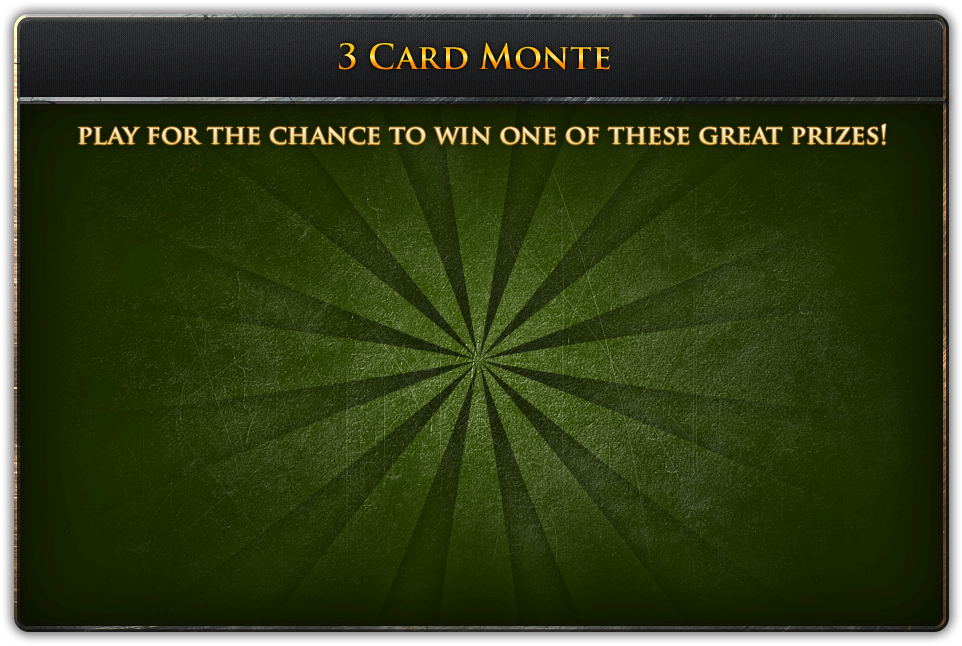 3 Card Monte
PLAY FOR THE CHANCE TO WIN ONE OF THESE GREAT PRIZES!